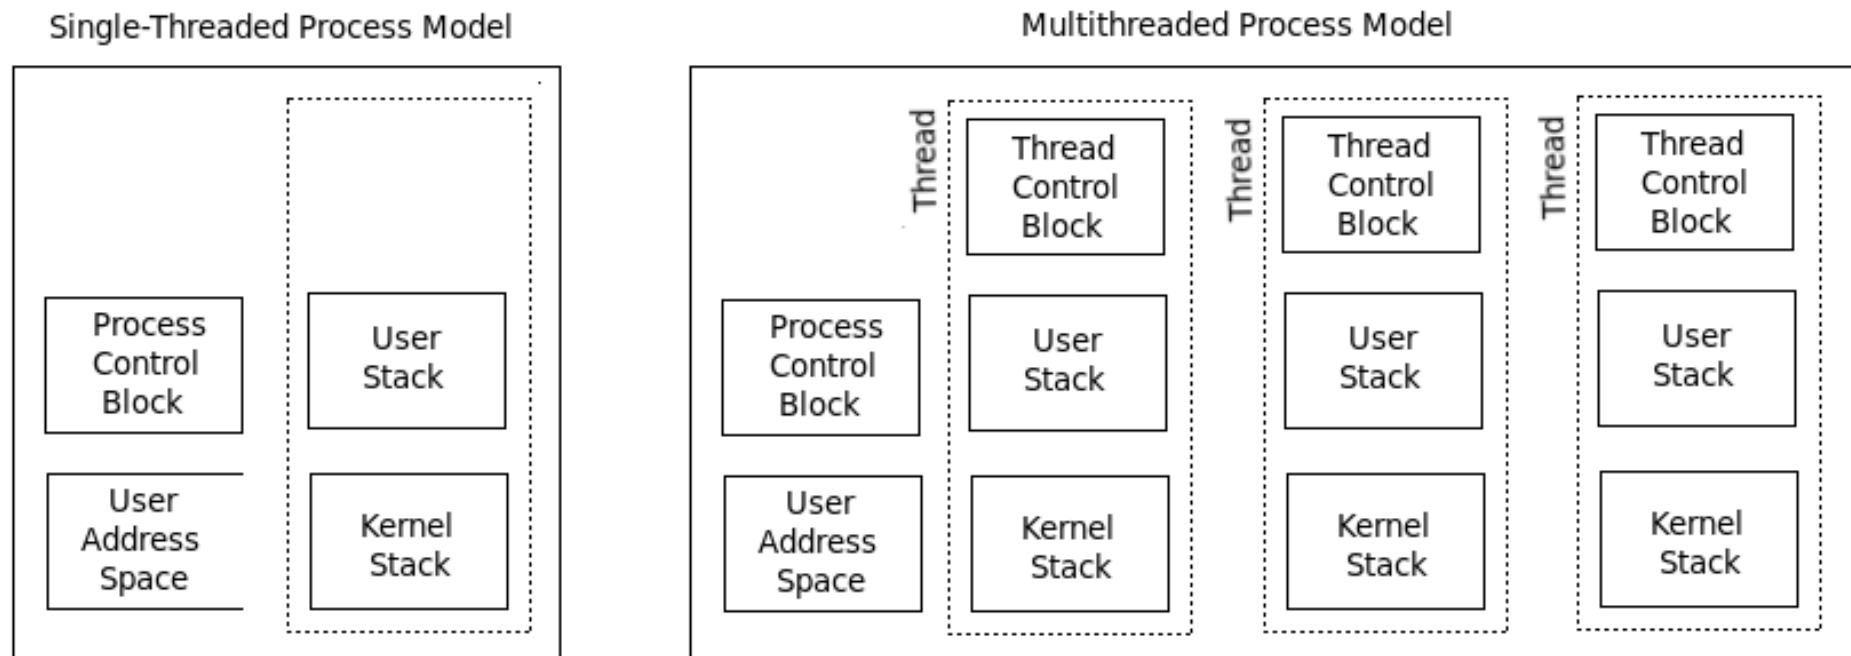 Single-Threaded Process Model
Process
Control
Block
User
Address
Space
User
Stack
Kernel
Stack
Multithreaded Process Model
Process
Control
Block
User
Address
Space
Thread
Thread
Control
Block
User
Stack
Kernel
Stack
Thread
Thread
Control
Block
User
Stack
Kernel
Stack
Thread
Thread
Control
Block
User
Stack
Kernel
Stack